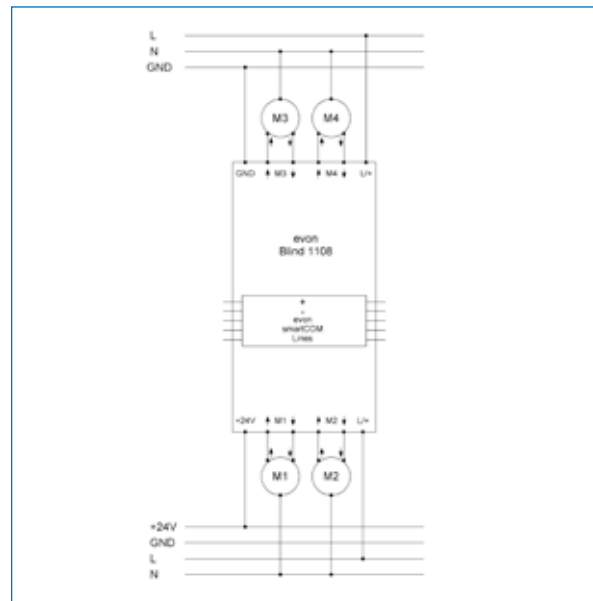 L
N
GND
M3 M4
GND ↑ M3 ↓ ↑ M4 ↓ L/+
evon
Blind 1108
+
-
evon
smartCOM
Lines
+24V ↑ M1 ↓ ↑ M2 ↓ L/+
M1 M2
+24V
GND
L
N